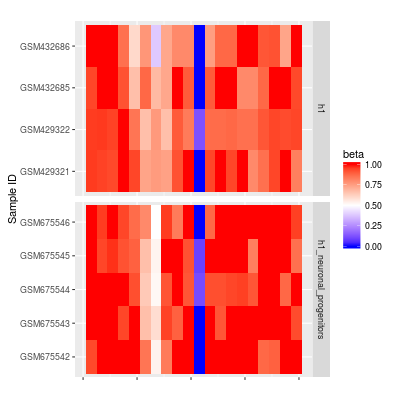 Sample ID
GSM432686
GSM432685
GSM429322
GSM429321
h1
GSM675546
GSM675545
GSM675544
GSM675543
GSM675542
h1_neuronal_progenitors
beta
1.00
0.75
0.50
0.25
0.00